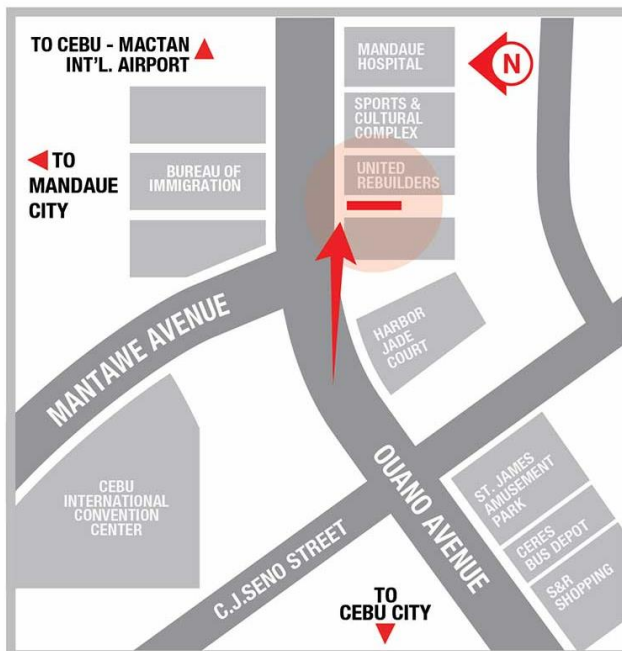 TO CEBU - MACTAN
INT'L. AIRPORT
MANDAUE
HOSPITAL
N
SPORTS &
CULTURAL
COMPLEX
TO
MANDAUE
CITY
BUREAU OF
IMMIGRATION
UNITED
REBUILDERS
MANTAWE AVENUE
HARBOR
JADE
COURT
CEBU
INTERNATIONAL
CONVENTION
CENTER
OUANO AVENUE
ST. JAMES
AMUSEMENT
PARK
CERES
BUS DEPOT
S&R
SHOPPING
C.J.SENO STREET
TO
CEBU CITY